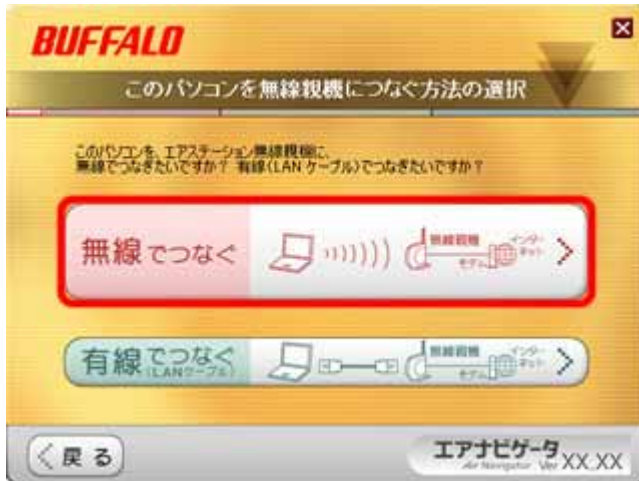 BUFFALO
このパソコンを無線親機につなぐ方法の選択
このパソコンを、エアステーション無線親機に、
無線でつなぎたいですか？ 有線（LANケーブル）でつなぎたいですか？
無線でつなぐ
無線親機
インターネット
モデム
有線でつなぐ
（LANケーブル）
無線親機
インターネット
モデム
戻る
エアナビゲータ
Air Navigator Ver XX.XX